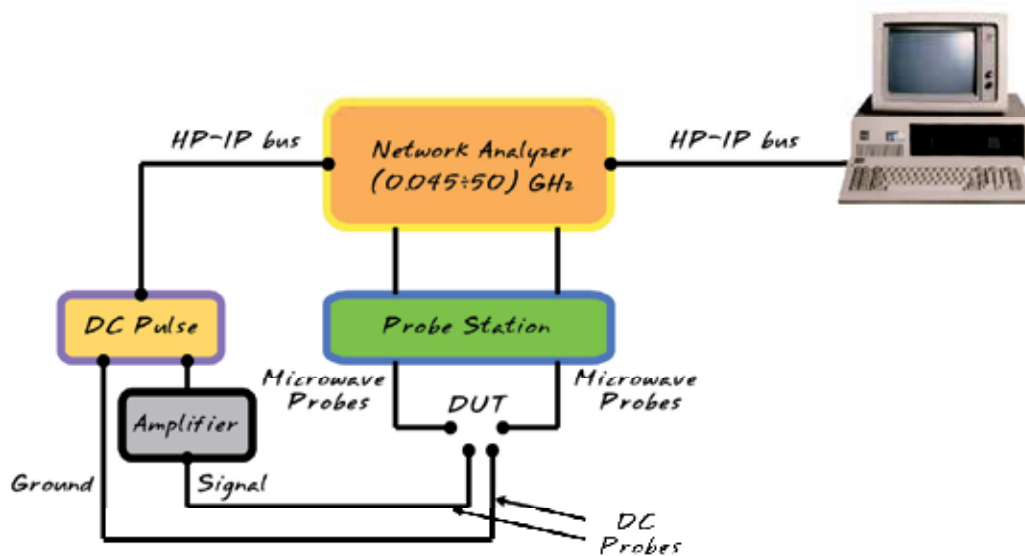 HP-IP bus
Network Analyzer
(0.045÷50) GHz
HP-IP bus
DC Pulse
Probe Station
Microwave
Probes
DUT
Microwave
Probes
Amplifier
Ground
Signal
DC
Probes